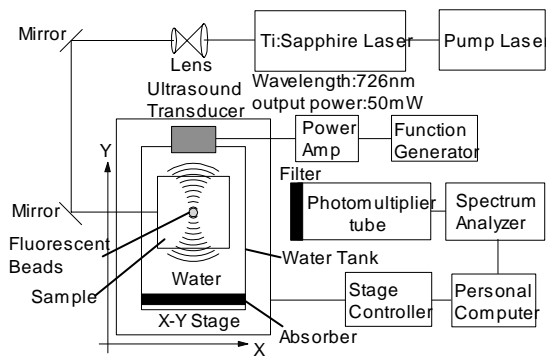 Mirror
Lens
Ti:Sapphire Laser
Pump Laser
Wavelength:726nm
output power:50mW
Ultrasound
Transducer
Power
Amp
Function
Generator
Y
Filter
Mirror
Photomultiplier
tube
Spectrum
Analyzer
Fluorescent
Beads
Water Tank
Sample
Water
Stage
Controller
Personal
Computer
X-Y Stage
Absorber
X